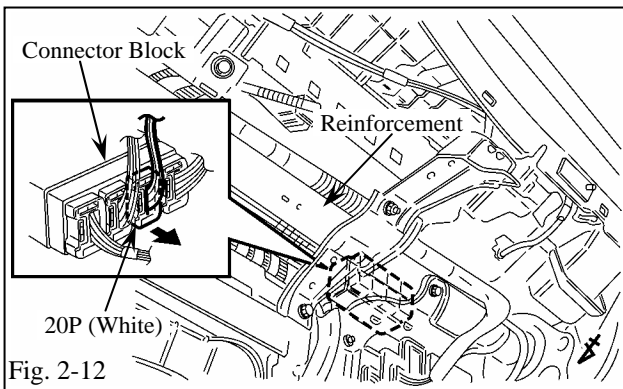 Connector Block
Reinforcement
20P (White)
Fig. 2-12